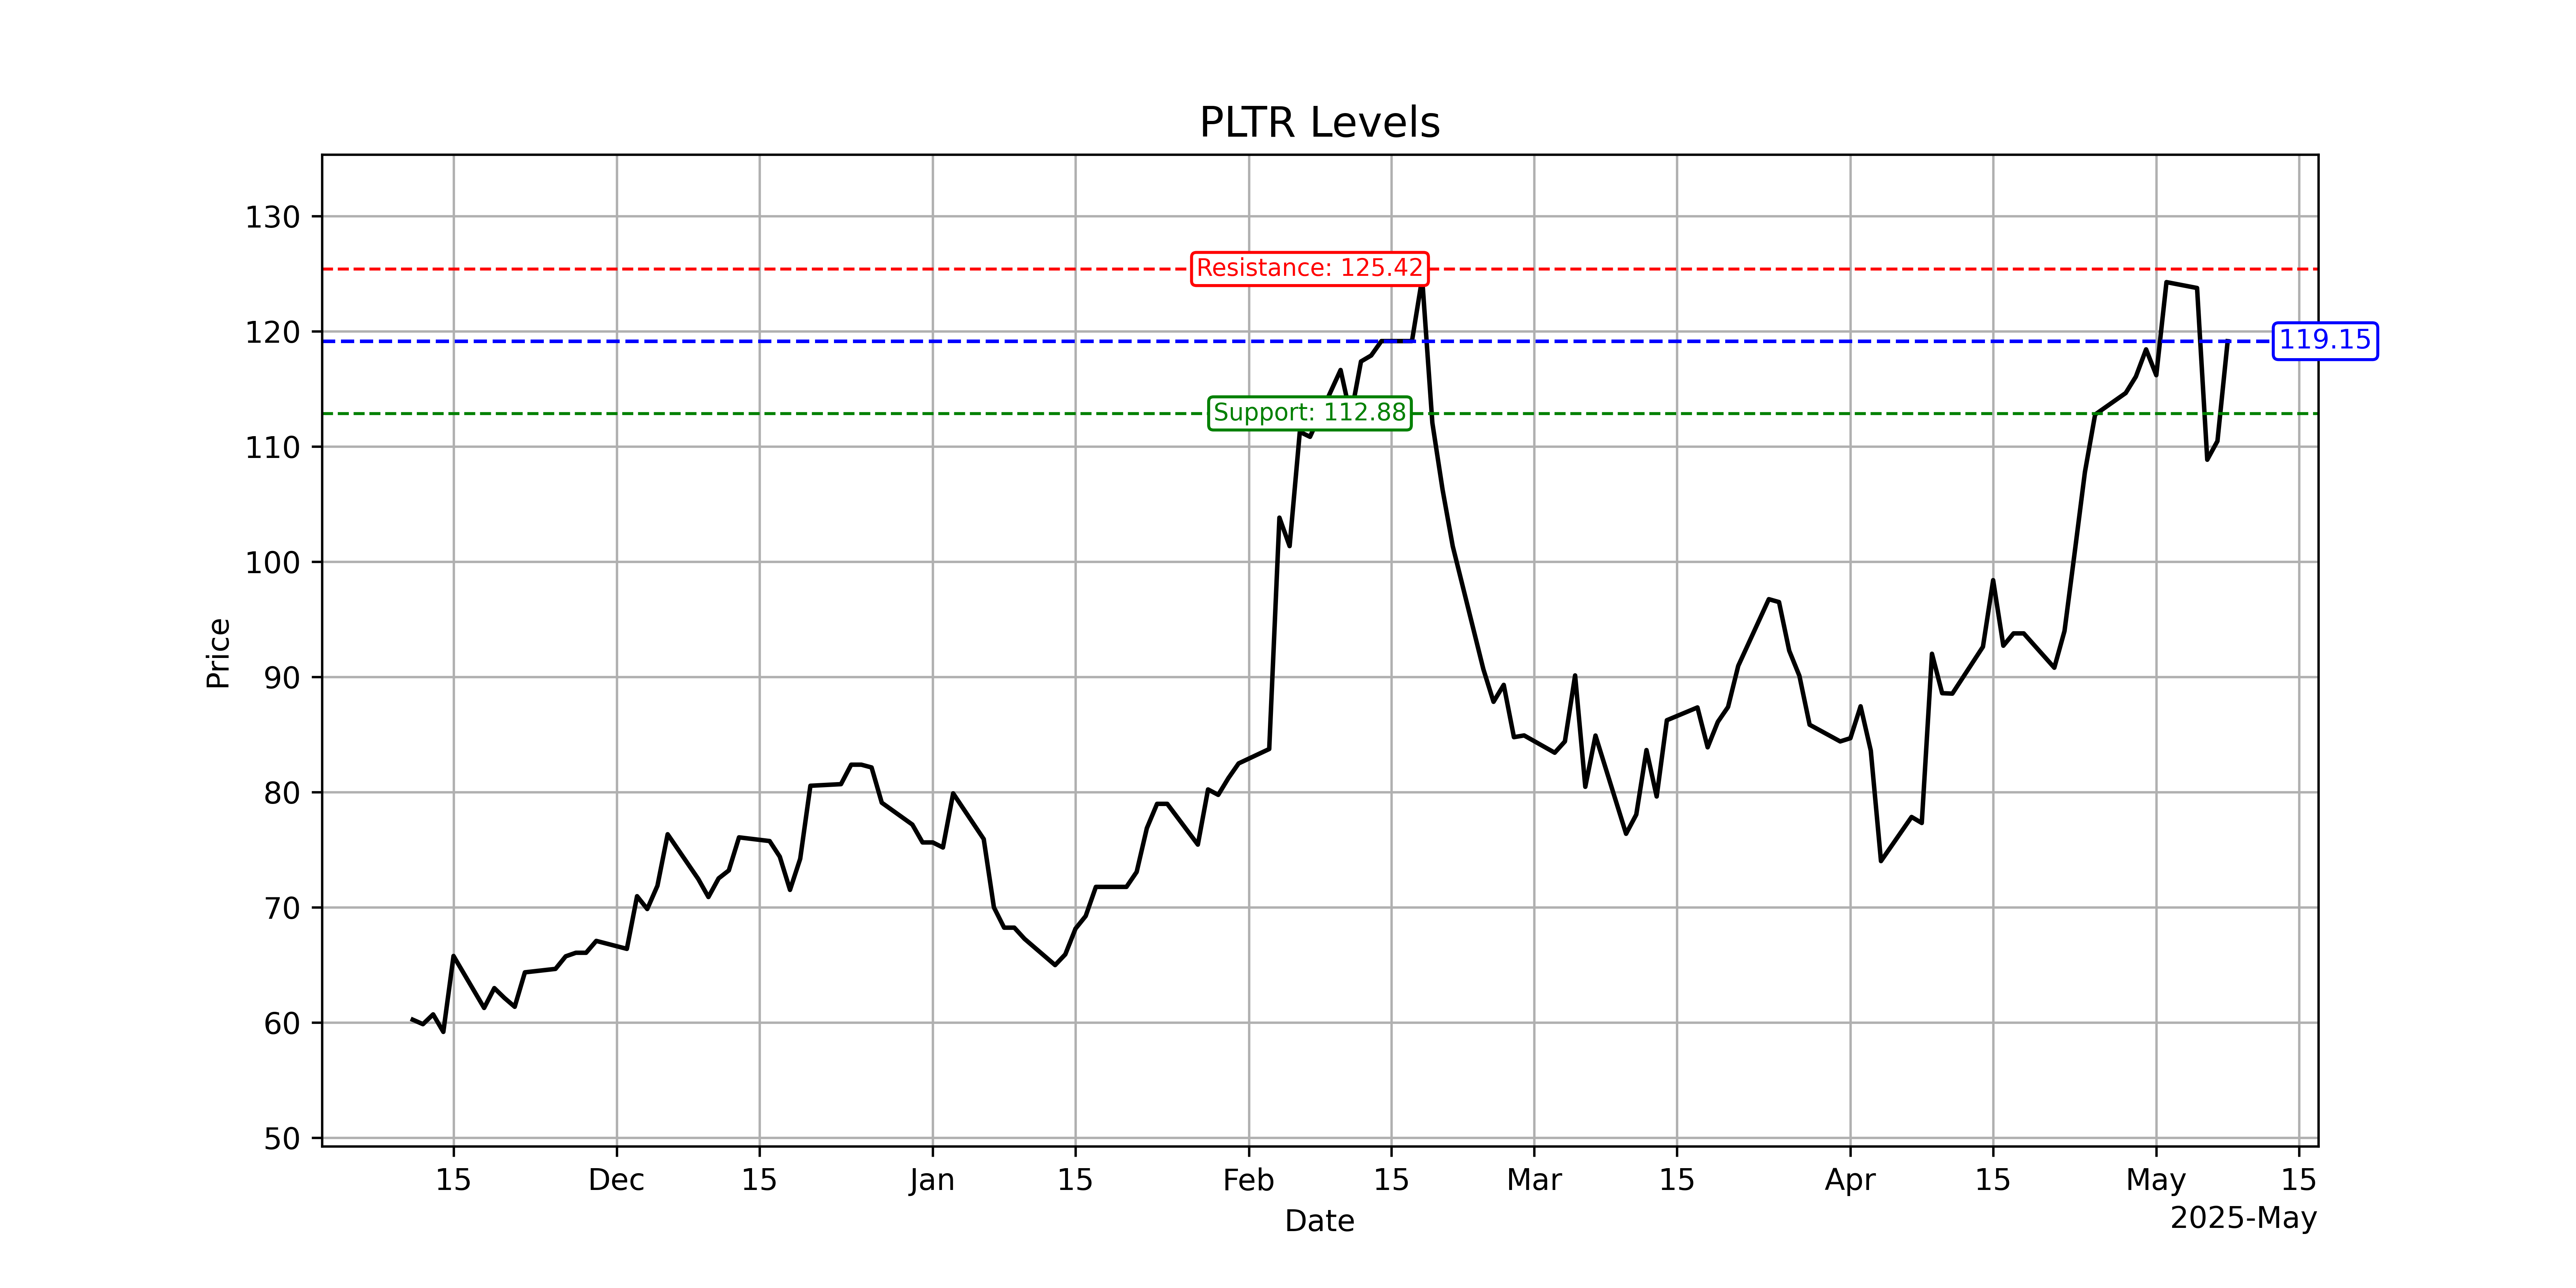 PLTR Levels
130
Resistance: 125.42
120
119.15
Support: 112.88
110
100
Price
90
80
70
60
50
15 Dec 15 Jan 15 Feb 15 Mar 15 Apr 15 May 15
Date
2025-May